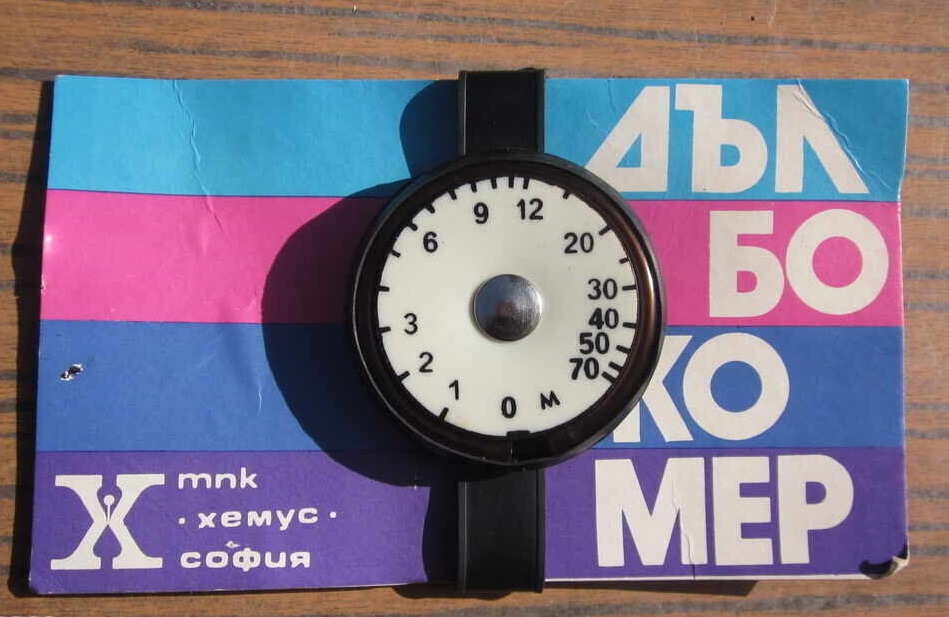 ДЪЛ
БО
КО
МЕР
9 12
6 20
30
3 40
2 50
1 70
0 м
Х тпк
· хемус ·
софия